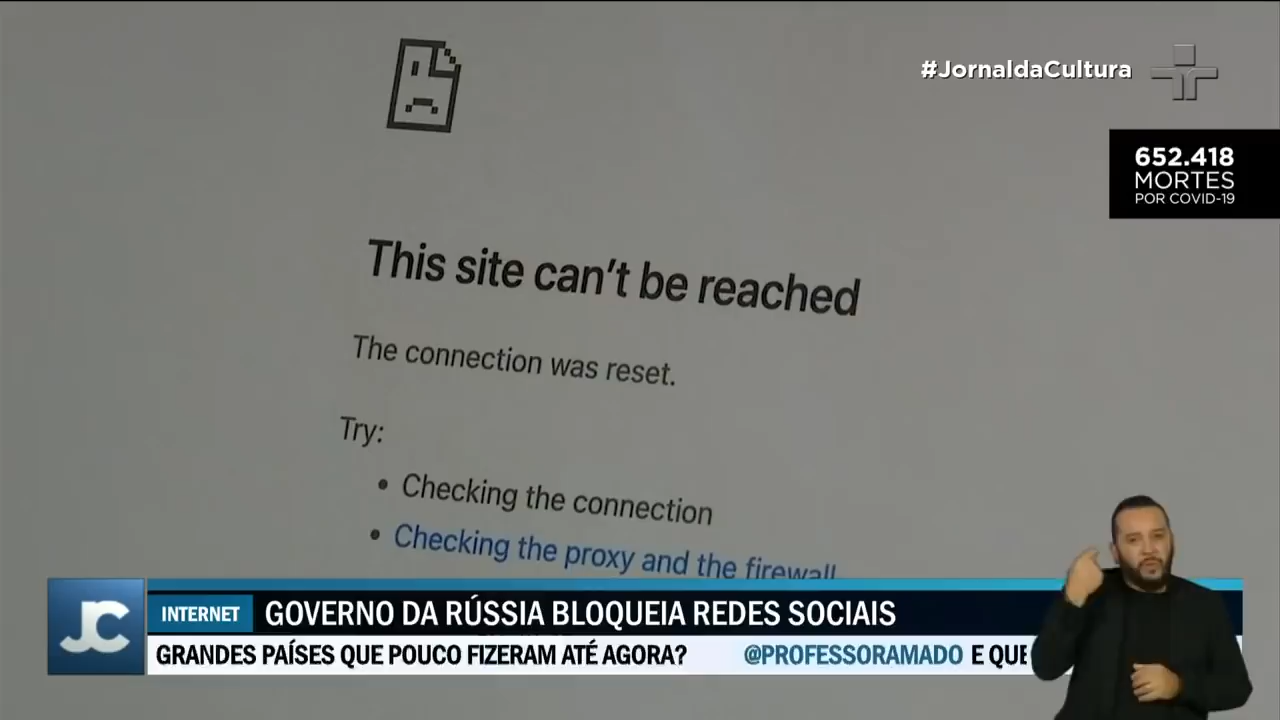 #JornaldaCultura
652.418
MORTES
POR COVID-19
This site can't be reached
The connection was reset.
Try:
Checking the connection
Checking the proxy and the firewall
JC
INTERNET
GOVERNO DA RÚSSIA BLOQUEIA REDES SOCIAIS
GRANDES PAÍSES QUE POUCO FIZERAM ATÉ AGORA? @PROFESSORAMADO E QUE